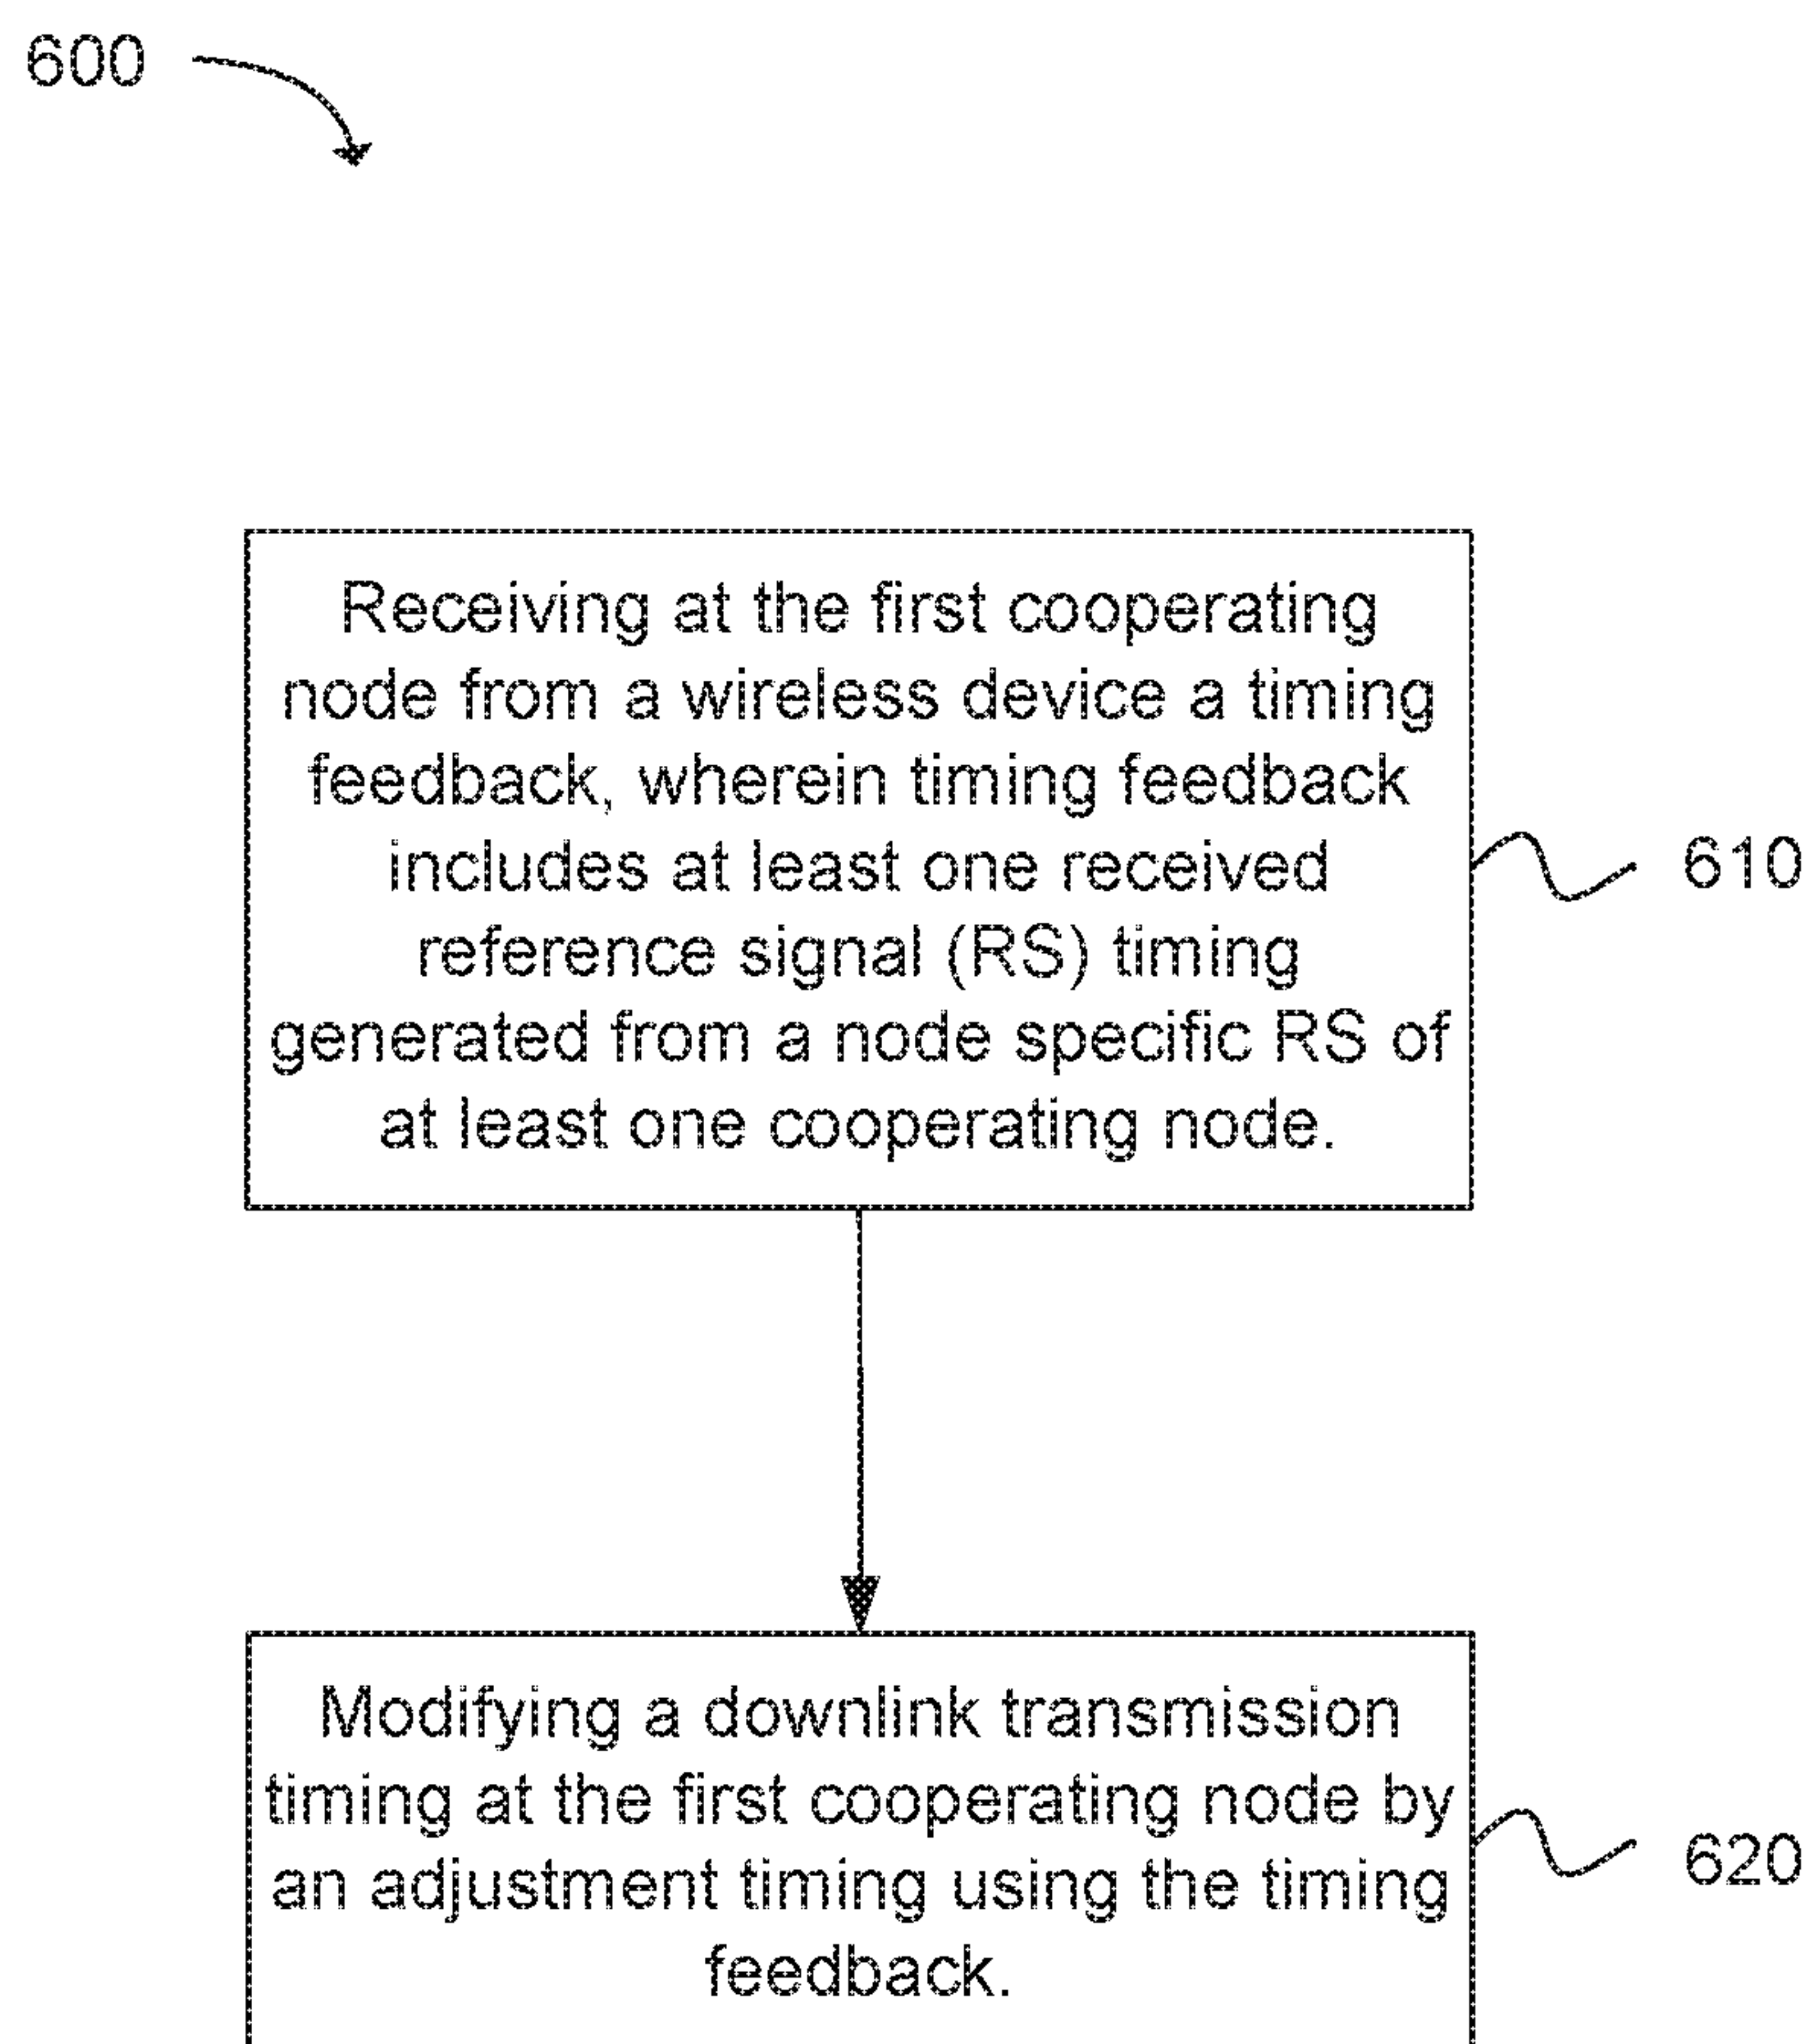 600
Receiving at the first cooperating
node from a wireless device a timing
feedback, wherein timing feedback
includes at least one received
reference signal (RS) timing
generated from a node specific RS of
at least one cooperating node.
610
Modifying a downlink transmission
timing at the first cooperating node by
an adjustment timing using the timing
feedback.
620